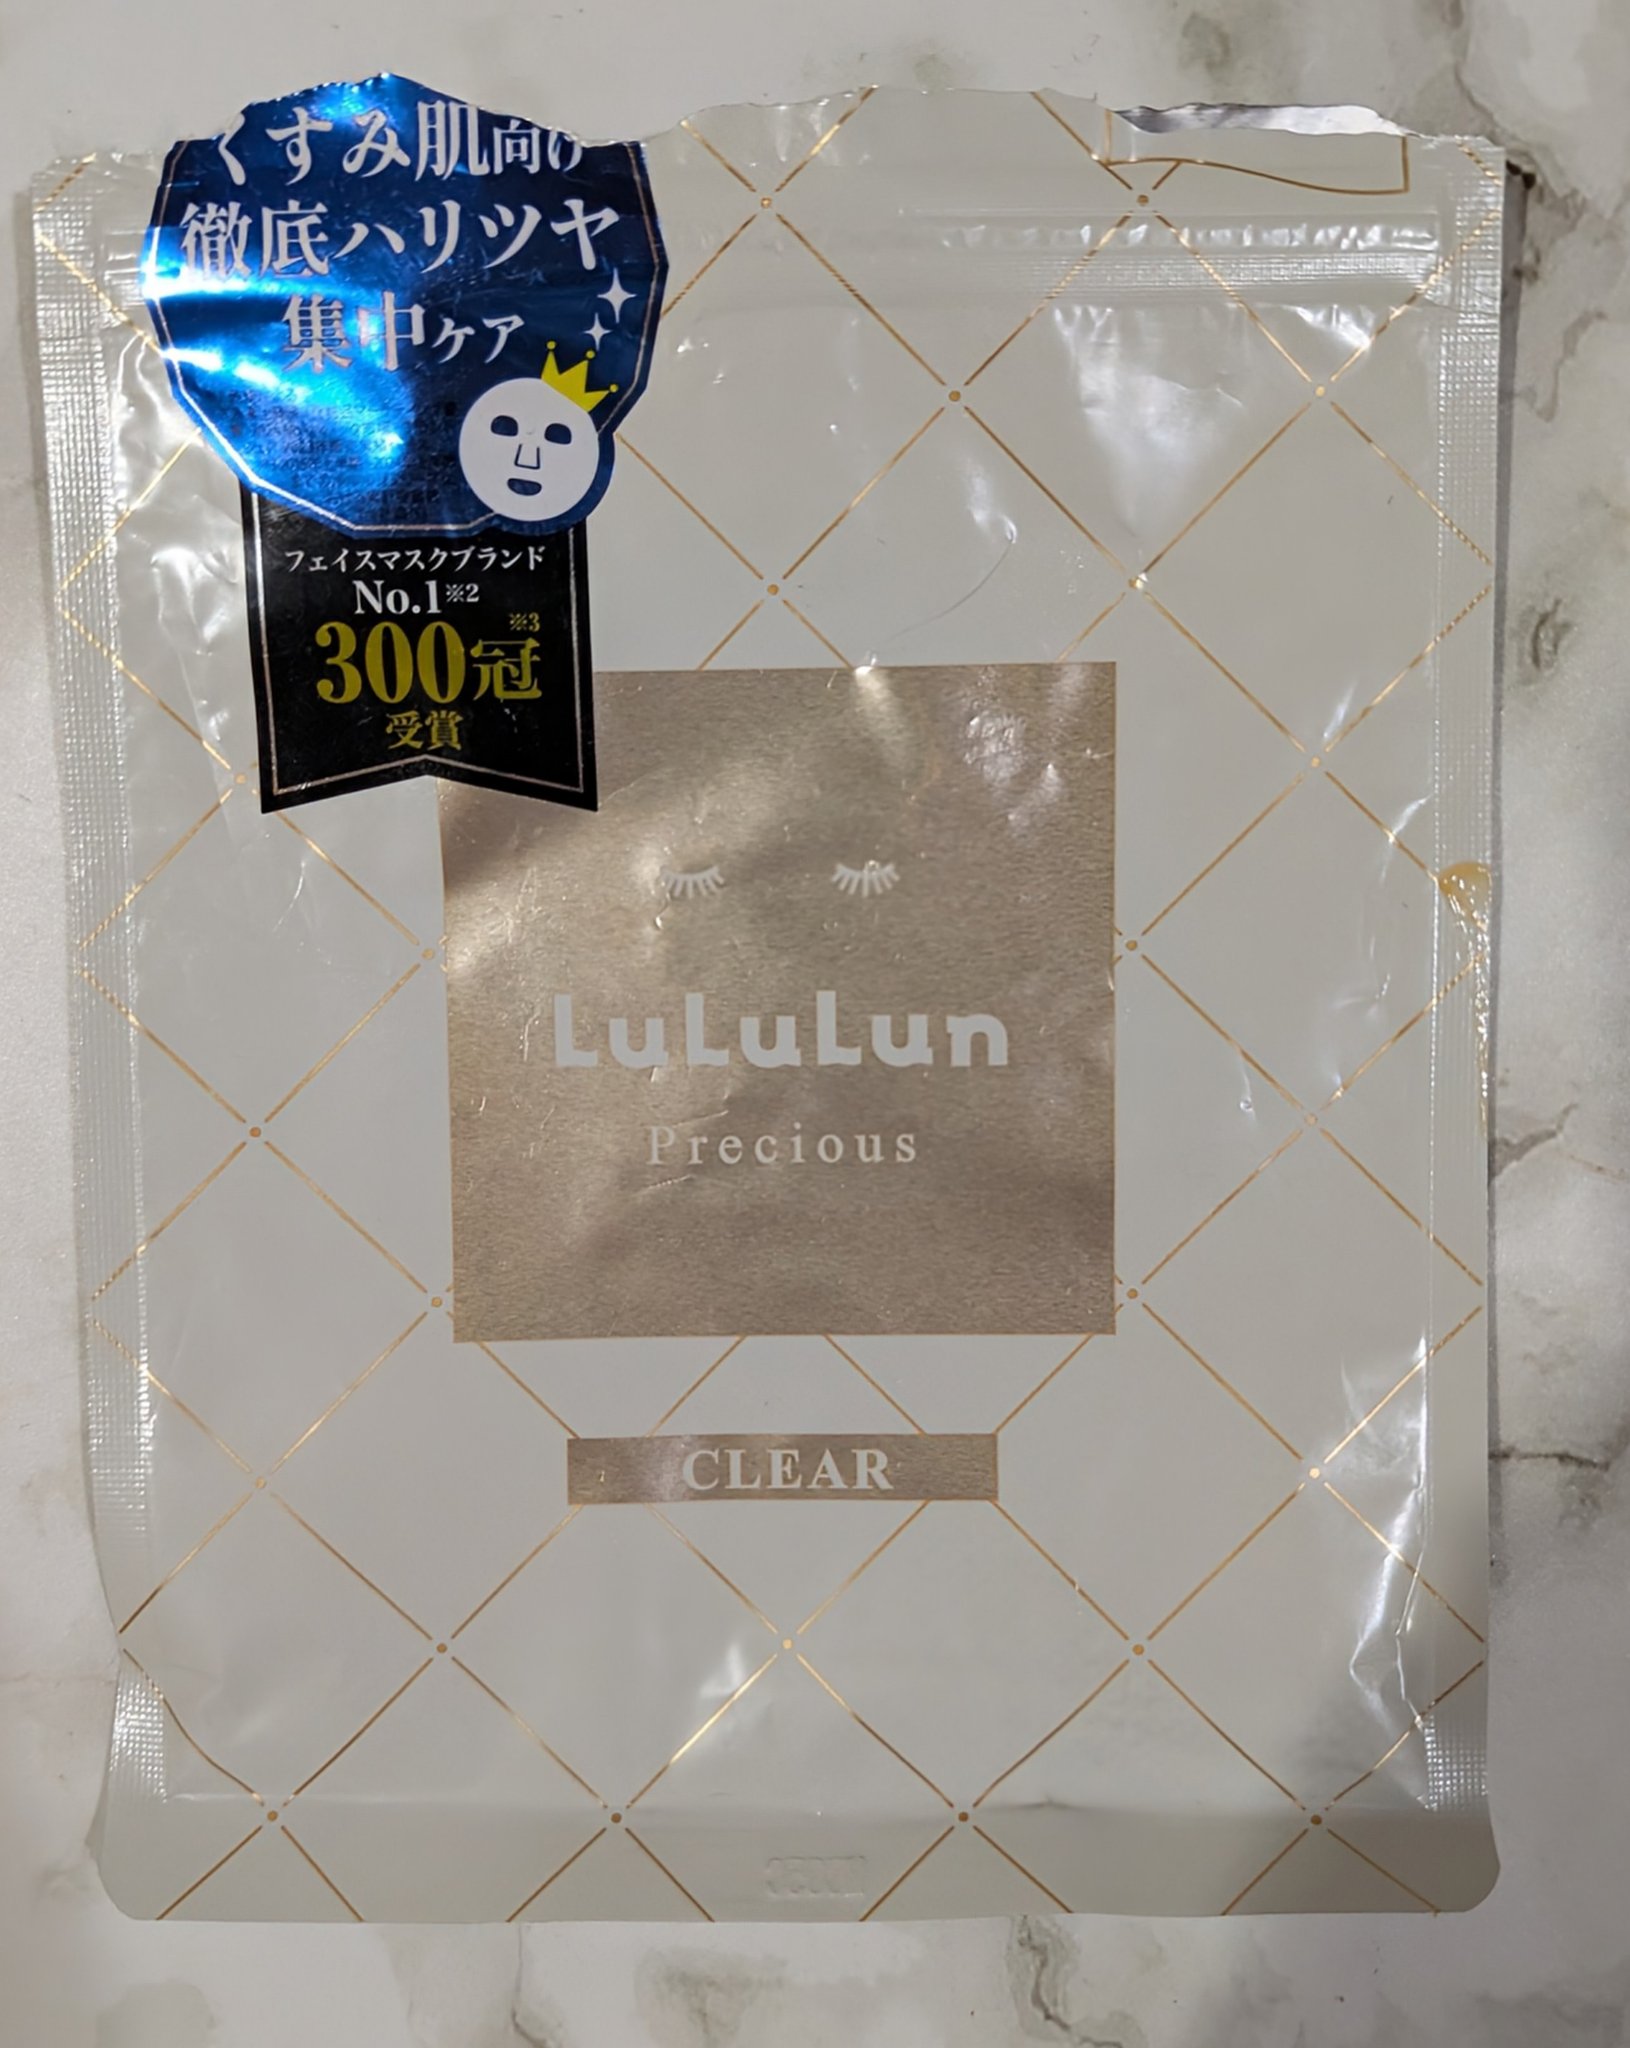 くすみ肌向け
徹底ハリツヤ
集中ケア
フェイスマスクブランド
No.1※2
300冠※3
受賞
LuLuLun
Precious
CLEAR